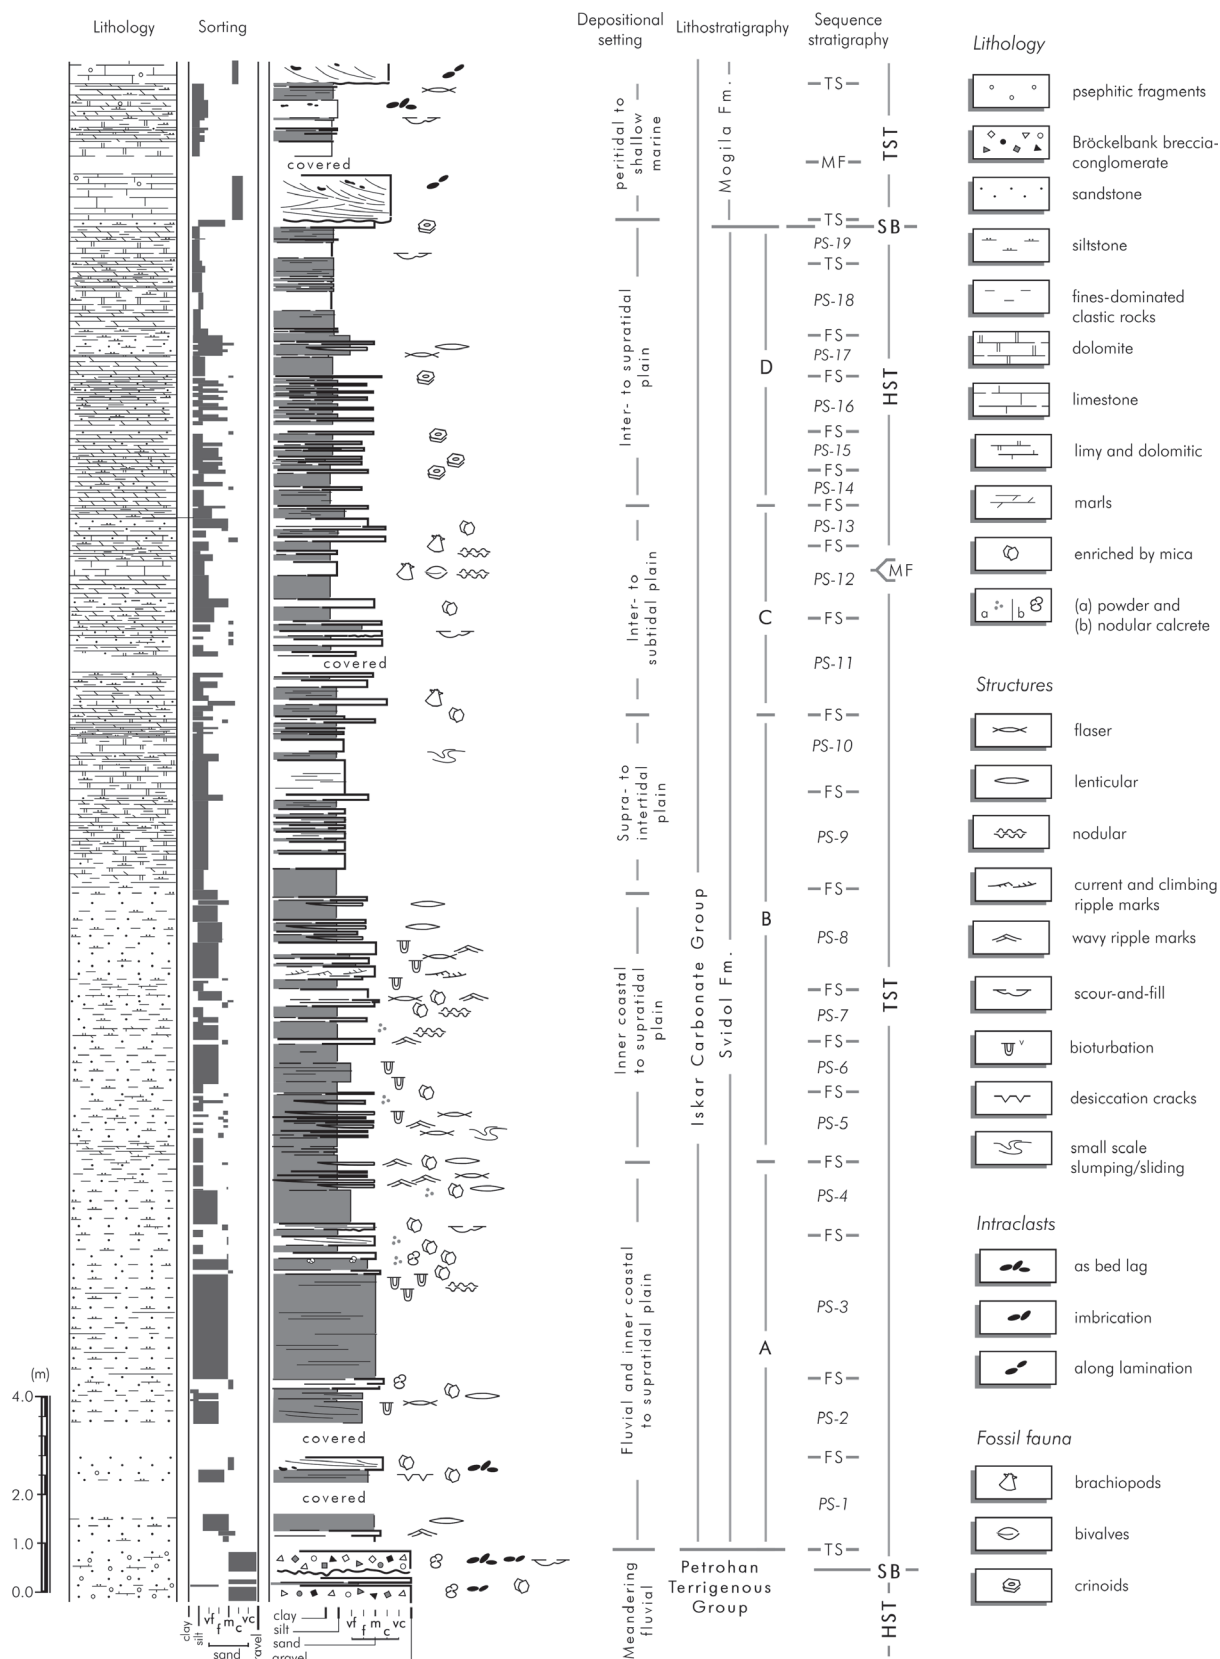 Lithology
Sorting
Depositional
setting
Lithostratigraphy
Sequence
stratigraphy
covered
covered
covered
covered
(m)
4.0
2.0
1.0
0.0
clay
silt
vf
f
m
c
vc
sand
clay
silt
sand
gravel
vf
f
m
c
vc
peritidal to
shallow
marine
Inter- to supratidal
plain
Inter- to
subtidal plain
Supra- to
intertidal
plain
Inner coastal
to supratidal
plain
Fluvial and inner coastal
to supratidal plain
Meandering
fluvial
Iskar Carbonate Group
Mogila Fm.
Svidol Fm.
Petrohan
Terrigenous
Group
D
C
B
A
TS
MF
TS
PS-19
TS
PS-18
FS
PS-17
FS
PS-16
FS
PS-15
FS
PS-14
FS
PS-13
FS
PS-12
FS
PS-11
FS
PS-10
FS
PS-9
FS
PS-8
FS
PS-7
FS
PS-6
FS
PS-5
FS
PS-4
FS
PS-3
FS
PS-2
FS
PS-1
TS
TST
SB
HST
MF
TST
SB
HST
Lithology
psephitic fragments
Bröckelbank breccia-
conglomerate
sandstone
siltstone
fines-dominated
clastic rocks
dolomite
limestone
limy and dolomitic
marls
enriched by mica
a
b
(a) powder and
(b) nodular calcrete
Structures
flaser
lenticular
nodular
current and climbing
ripple marks
wavy ripple marks
scour-and-fill
v
bioturbation
desiccation cracks
small scale
slumping/sliding
Intraclasts
as bed lag
imbrication
along lamination
Fossil fauna
brachiopods
bivalves
crinoids